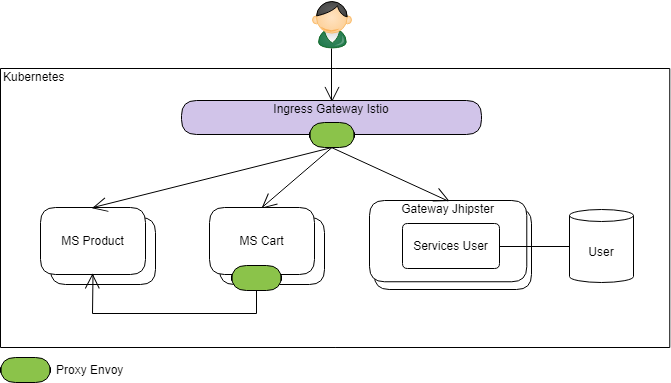 Kubernetes
Ingress Gateway Istio
MS Product
MS Cart
Gateway Jhipster
Services User
User
Proxy Envoy